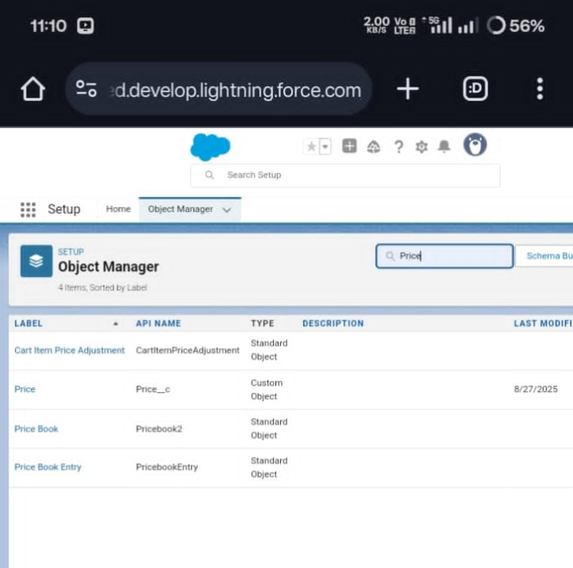 11:10
2.00 KB/S Vo LTE 5G 56%
d.develop.lightning.force.com
:D
Search Setup
Setup Home Object Manager
SETUP
Object Manager
Price
Schema Bu
4 Items, Sorted by Label
LABEL API NAME TYPE DESCRIPTION LAST MODIFI
Cart Item Price Adjustment CartItemPriceAdjustment Standard Object
Price Price__c Custom Object 8/27/2025
Price Book Pricebook2 Standard Object
Price Book Entry PricebookEntry Standard Object